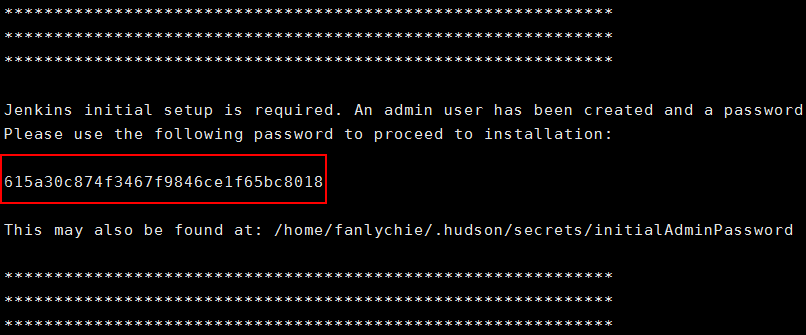 *************************************************************
*************************************************************
*************************************************************
Jenkins initial setup is required. An admin user has been created and a password
Please use the following password to proceed to installation:
615a30c874f3467f9846ce1f65bc8018
This may also be found at: /home/fanlychie/.hudson/secrets/initialAdminPassword
*************************************************************
*************************************************************
*************************************************************